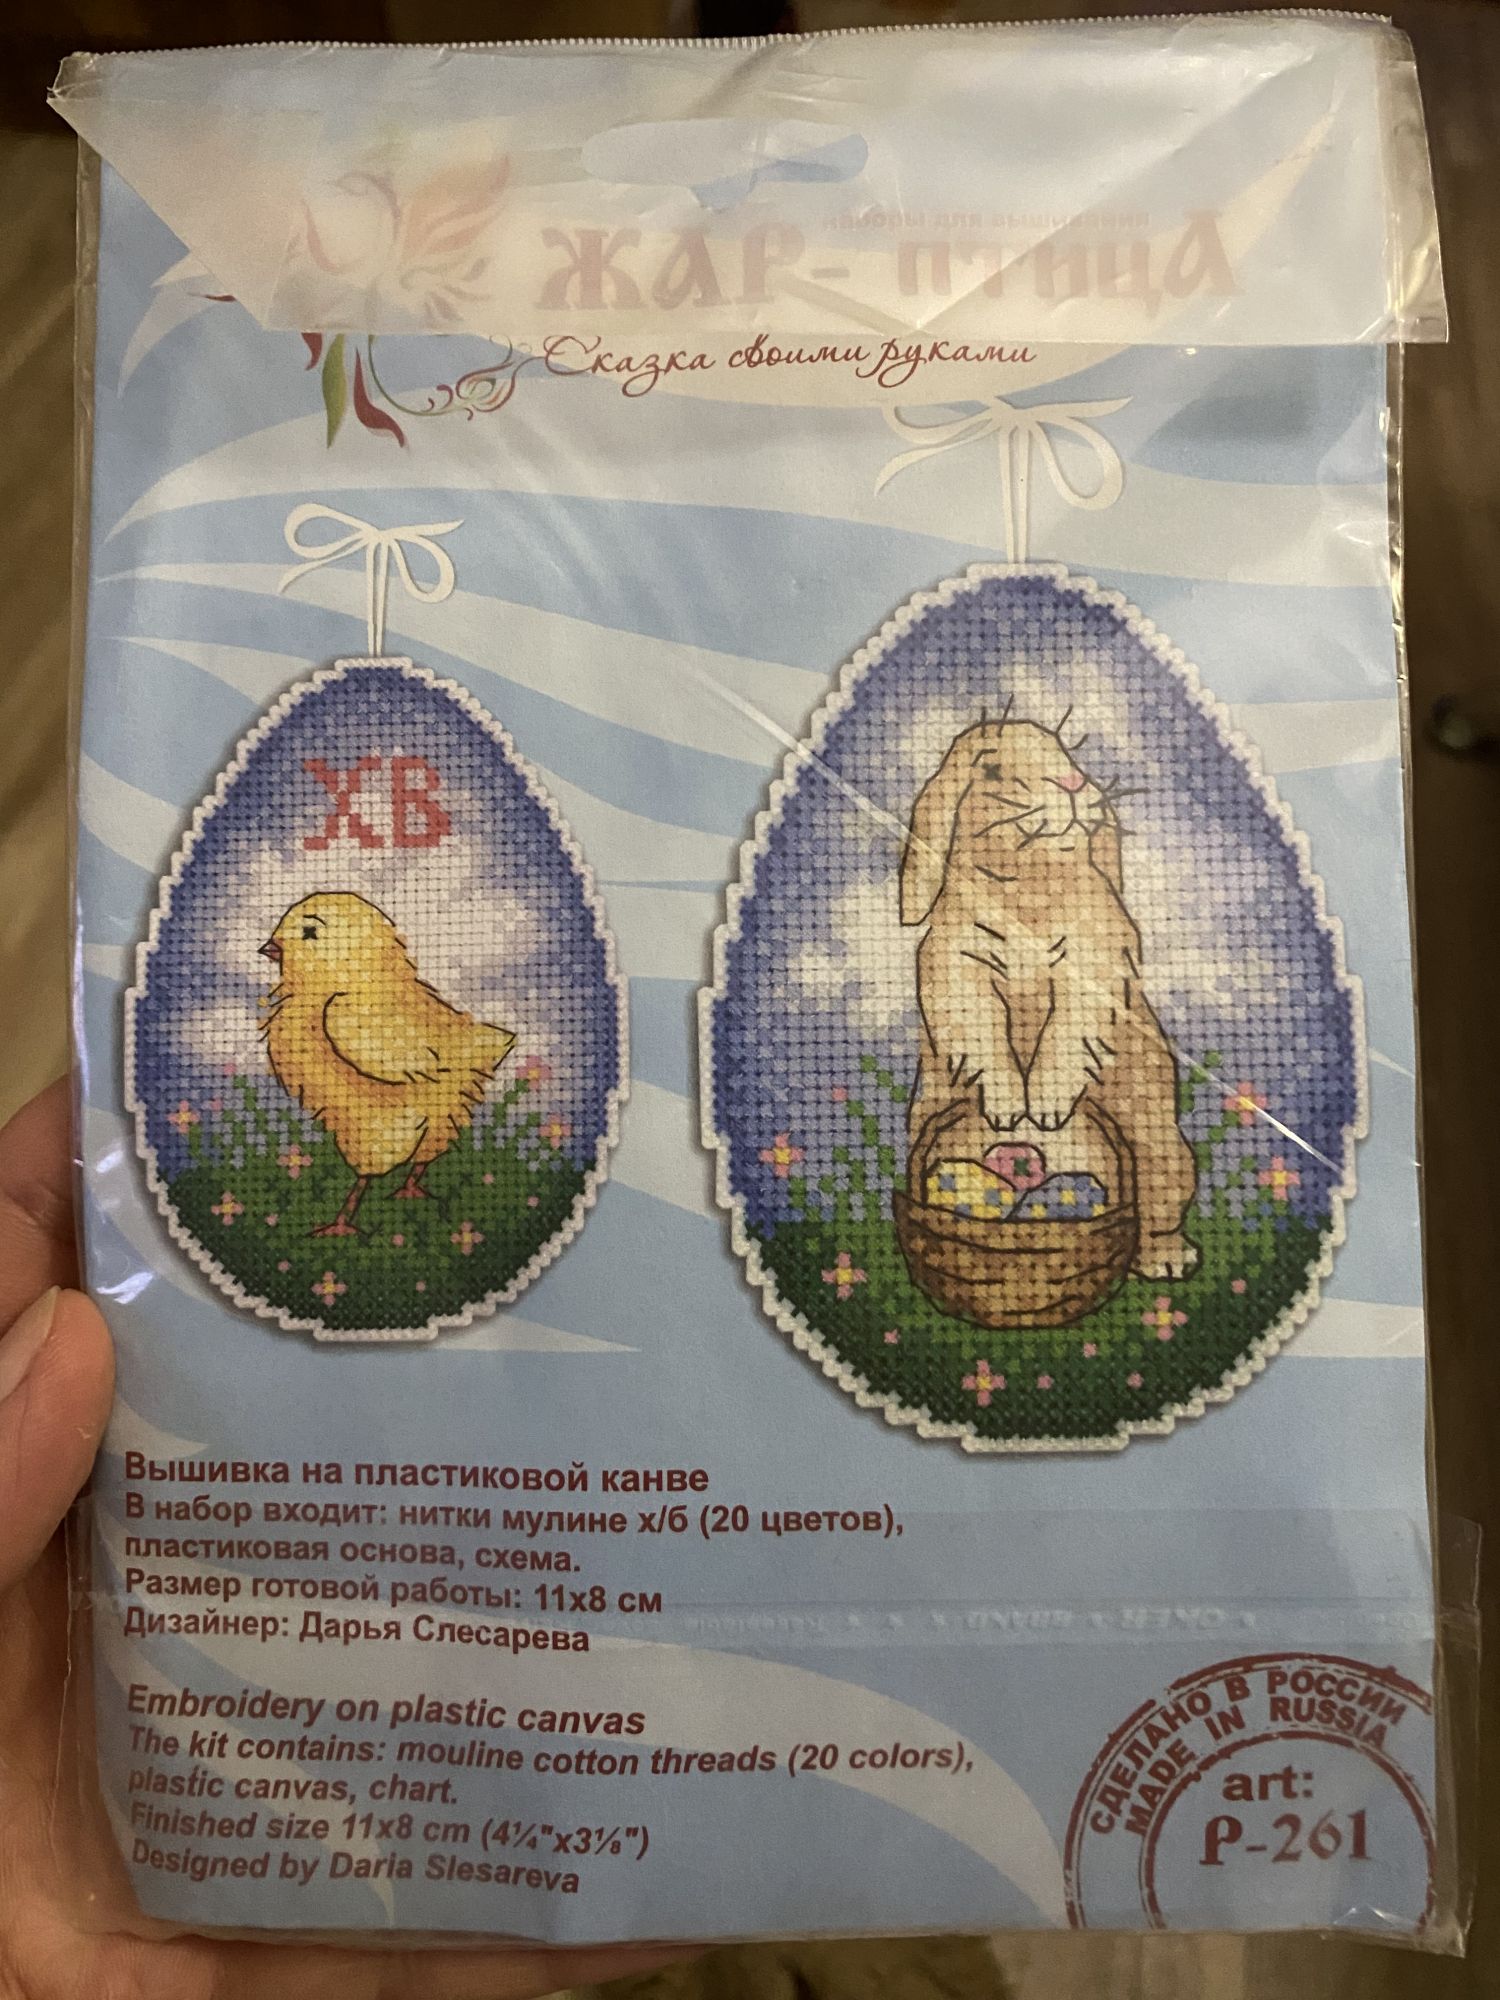 наборы для вышивания
ЖАР-ПТИЦА
Сказка своими руками
ХВ
Вышивка на пластиковой канве
В набор входит: нитки мулине х/б (20 цветов),
пластиковая основа, схема.
Размер готовой работы: 11х8 см
Дизайнер: Дарья Слесарева
Embroidery on plastic canvas
The kit contains: mouline cotton threads (20 colors),
plastic canvas, chart.
Finished size 11x8 cm (4¼"x3⅛")
Designed by Daria Slesareva
СДЕЛАНО В РОССИИ
MADE IN RUSSIA
art:
Р-261